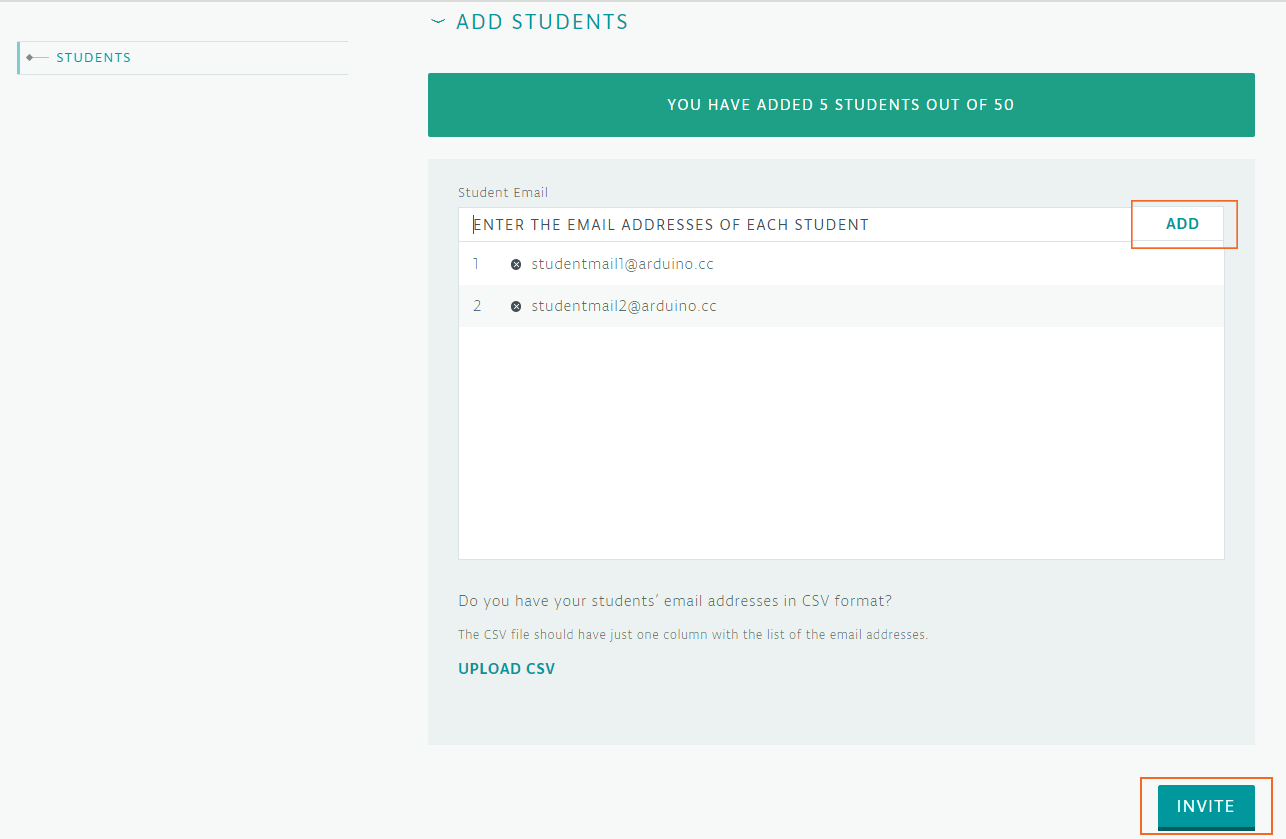 ADD STUDENTS
STUDENTS
YOU HAVE ADDED 5 STUDENTS OUT OF 50
Student Email
ENTER THE EMAIL ADDRESSES OF EACH STUDENT
ADD
1 studentmail1@arduino.cc
2 studentmail2@arduino.cc
Do you have your students’ email addresses in CSV format?
The CSV file should have just one column with the list of the email addresses.
UPLOAD CSV
INVITE